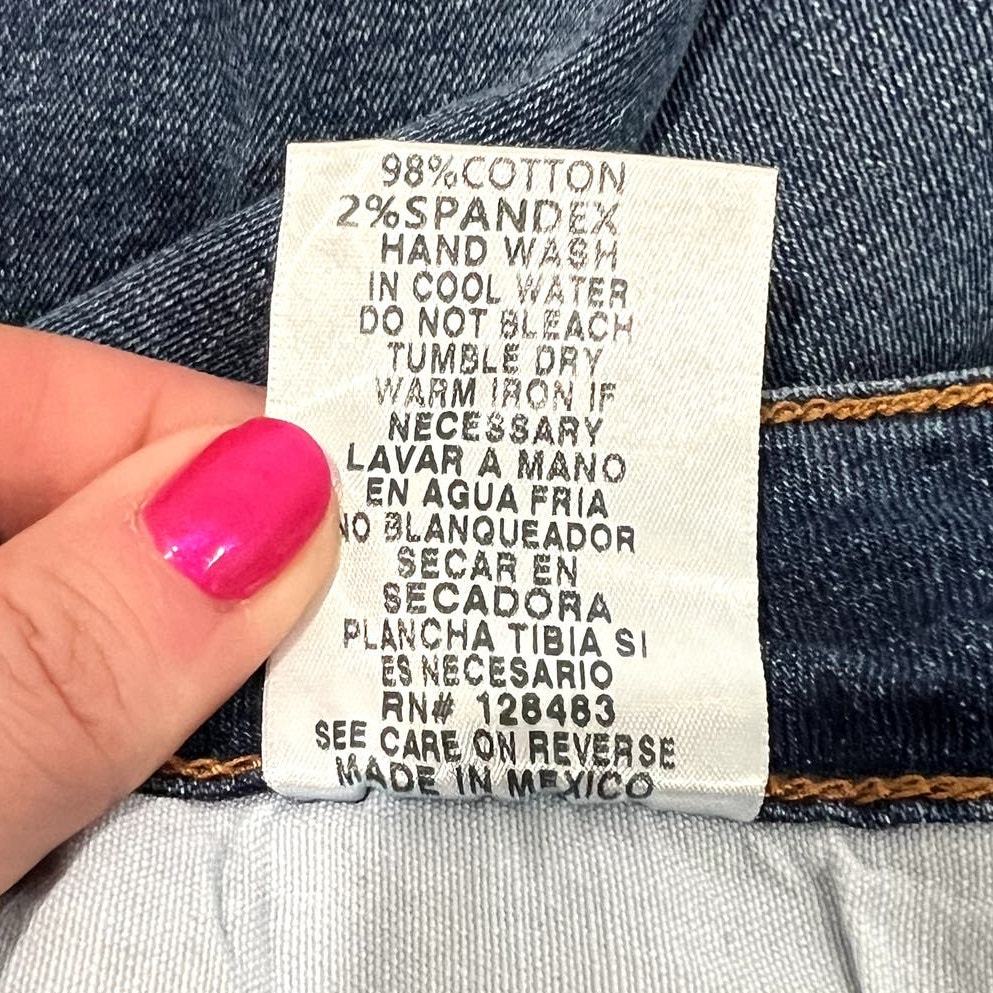 98%COTTON
2%SPANDEX
HAND WASH
IN COOL WATER
DO NOT BLEACH
TUMBLE DRY
WARM IRON IF
NECESSARY
LAVAR A MANO
EN AGUA FRIA
NO BLANQUEADOR
SECAR EN
SECADORA
PLANCHA TIBIA SI
ES NECESARIO
RN# 128483
SEE CARE ON REVERSE
MADE IN MEXICO